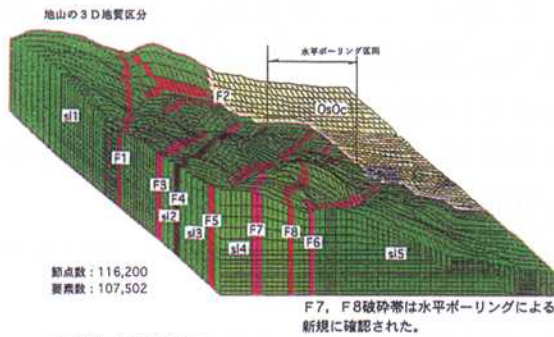 地山の3D地質区分
水平ボーリング区間
F2
OsOc
sl1
F1
F3
sl2
F4
sl3
F5
sl4
F7
F8
F6
sl5
節点数：116,200
要素数：107,502
F7，F8破砕帯は水平ボーリングによる
新規に確認された。